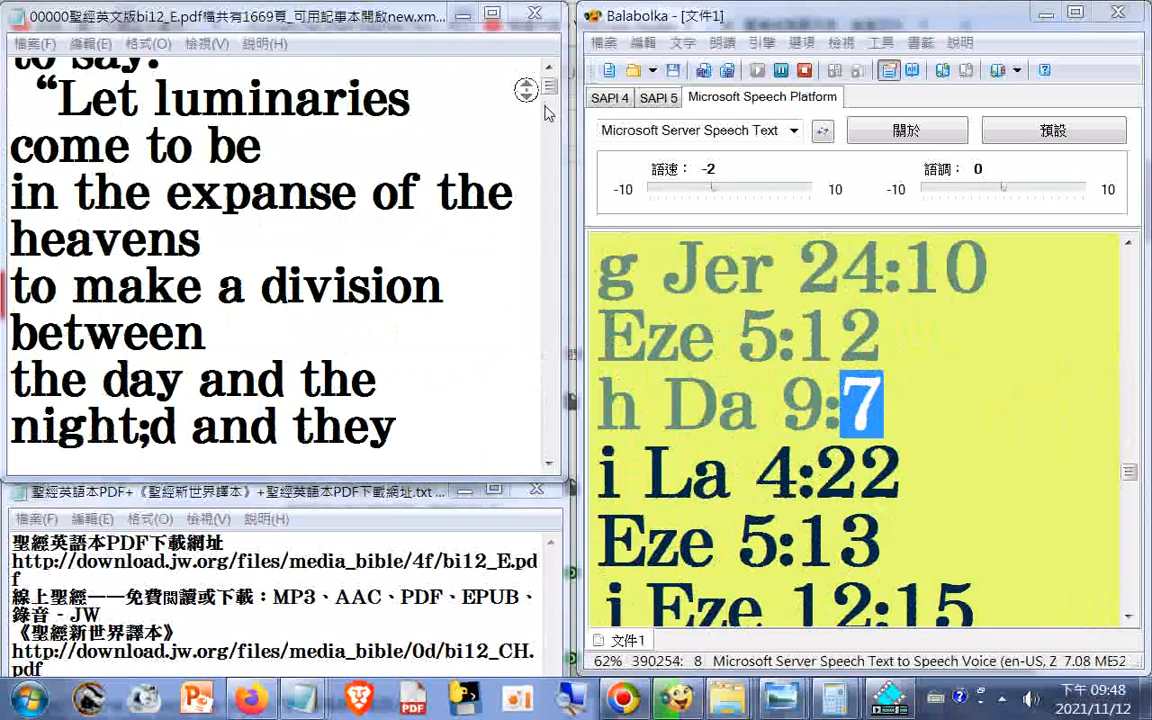 00000聖經英文版bi12_E.pdf檔共有1669頁_可用記事本開啟new.xm...
檔案(F) 編輯(E) 格式(O) 檢視(V) 說明(H)
to say:
“Let luminaries
come to be
in the expanse of the
heavens
to make a division
between
the day and the
night;d and they
聖經英語本PDF+《聖經新世界譯本》+聖經英語本PDF下載網址.txt ...
檔案(F) 編輯(E) 格式(O) 檢視(V) 說明(H)
聖經英語本PDF下載網址
http://download.jw.org/files/media_bible/4f/bi12_E.pd
f
線上聖經——免費閱讀或下載：MP3、AAC、PDF、EPUB、
錄音 - JW
《聖經新世界譯本》
http://download.jw.org/files/media_bible/0d/bi12_CH.
pdf
Balabolka - [文件1]
檔案 編輯 文字 朗讀 引擎 選項 檢視 工具 書籤 說明
SAPI 4 SAPI 5 Microsoft Speech Platform
Microsoft Server Speech Text 關於 預設
語速： -2 語調： 0
-10 10 -10 10
g Jer 24:10
Eze 5:12
h Da 9:7
i La 4:22
Eze 5:13
j Eze 12:15
文件1
62% 390254: 8 Microsoft Server Speech Text to Speech Voice (en-US, Z 7.08 ME52
下午 09:48
2021/11/12